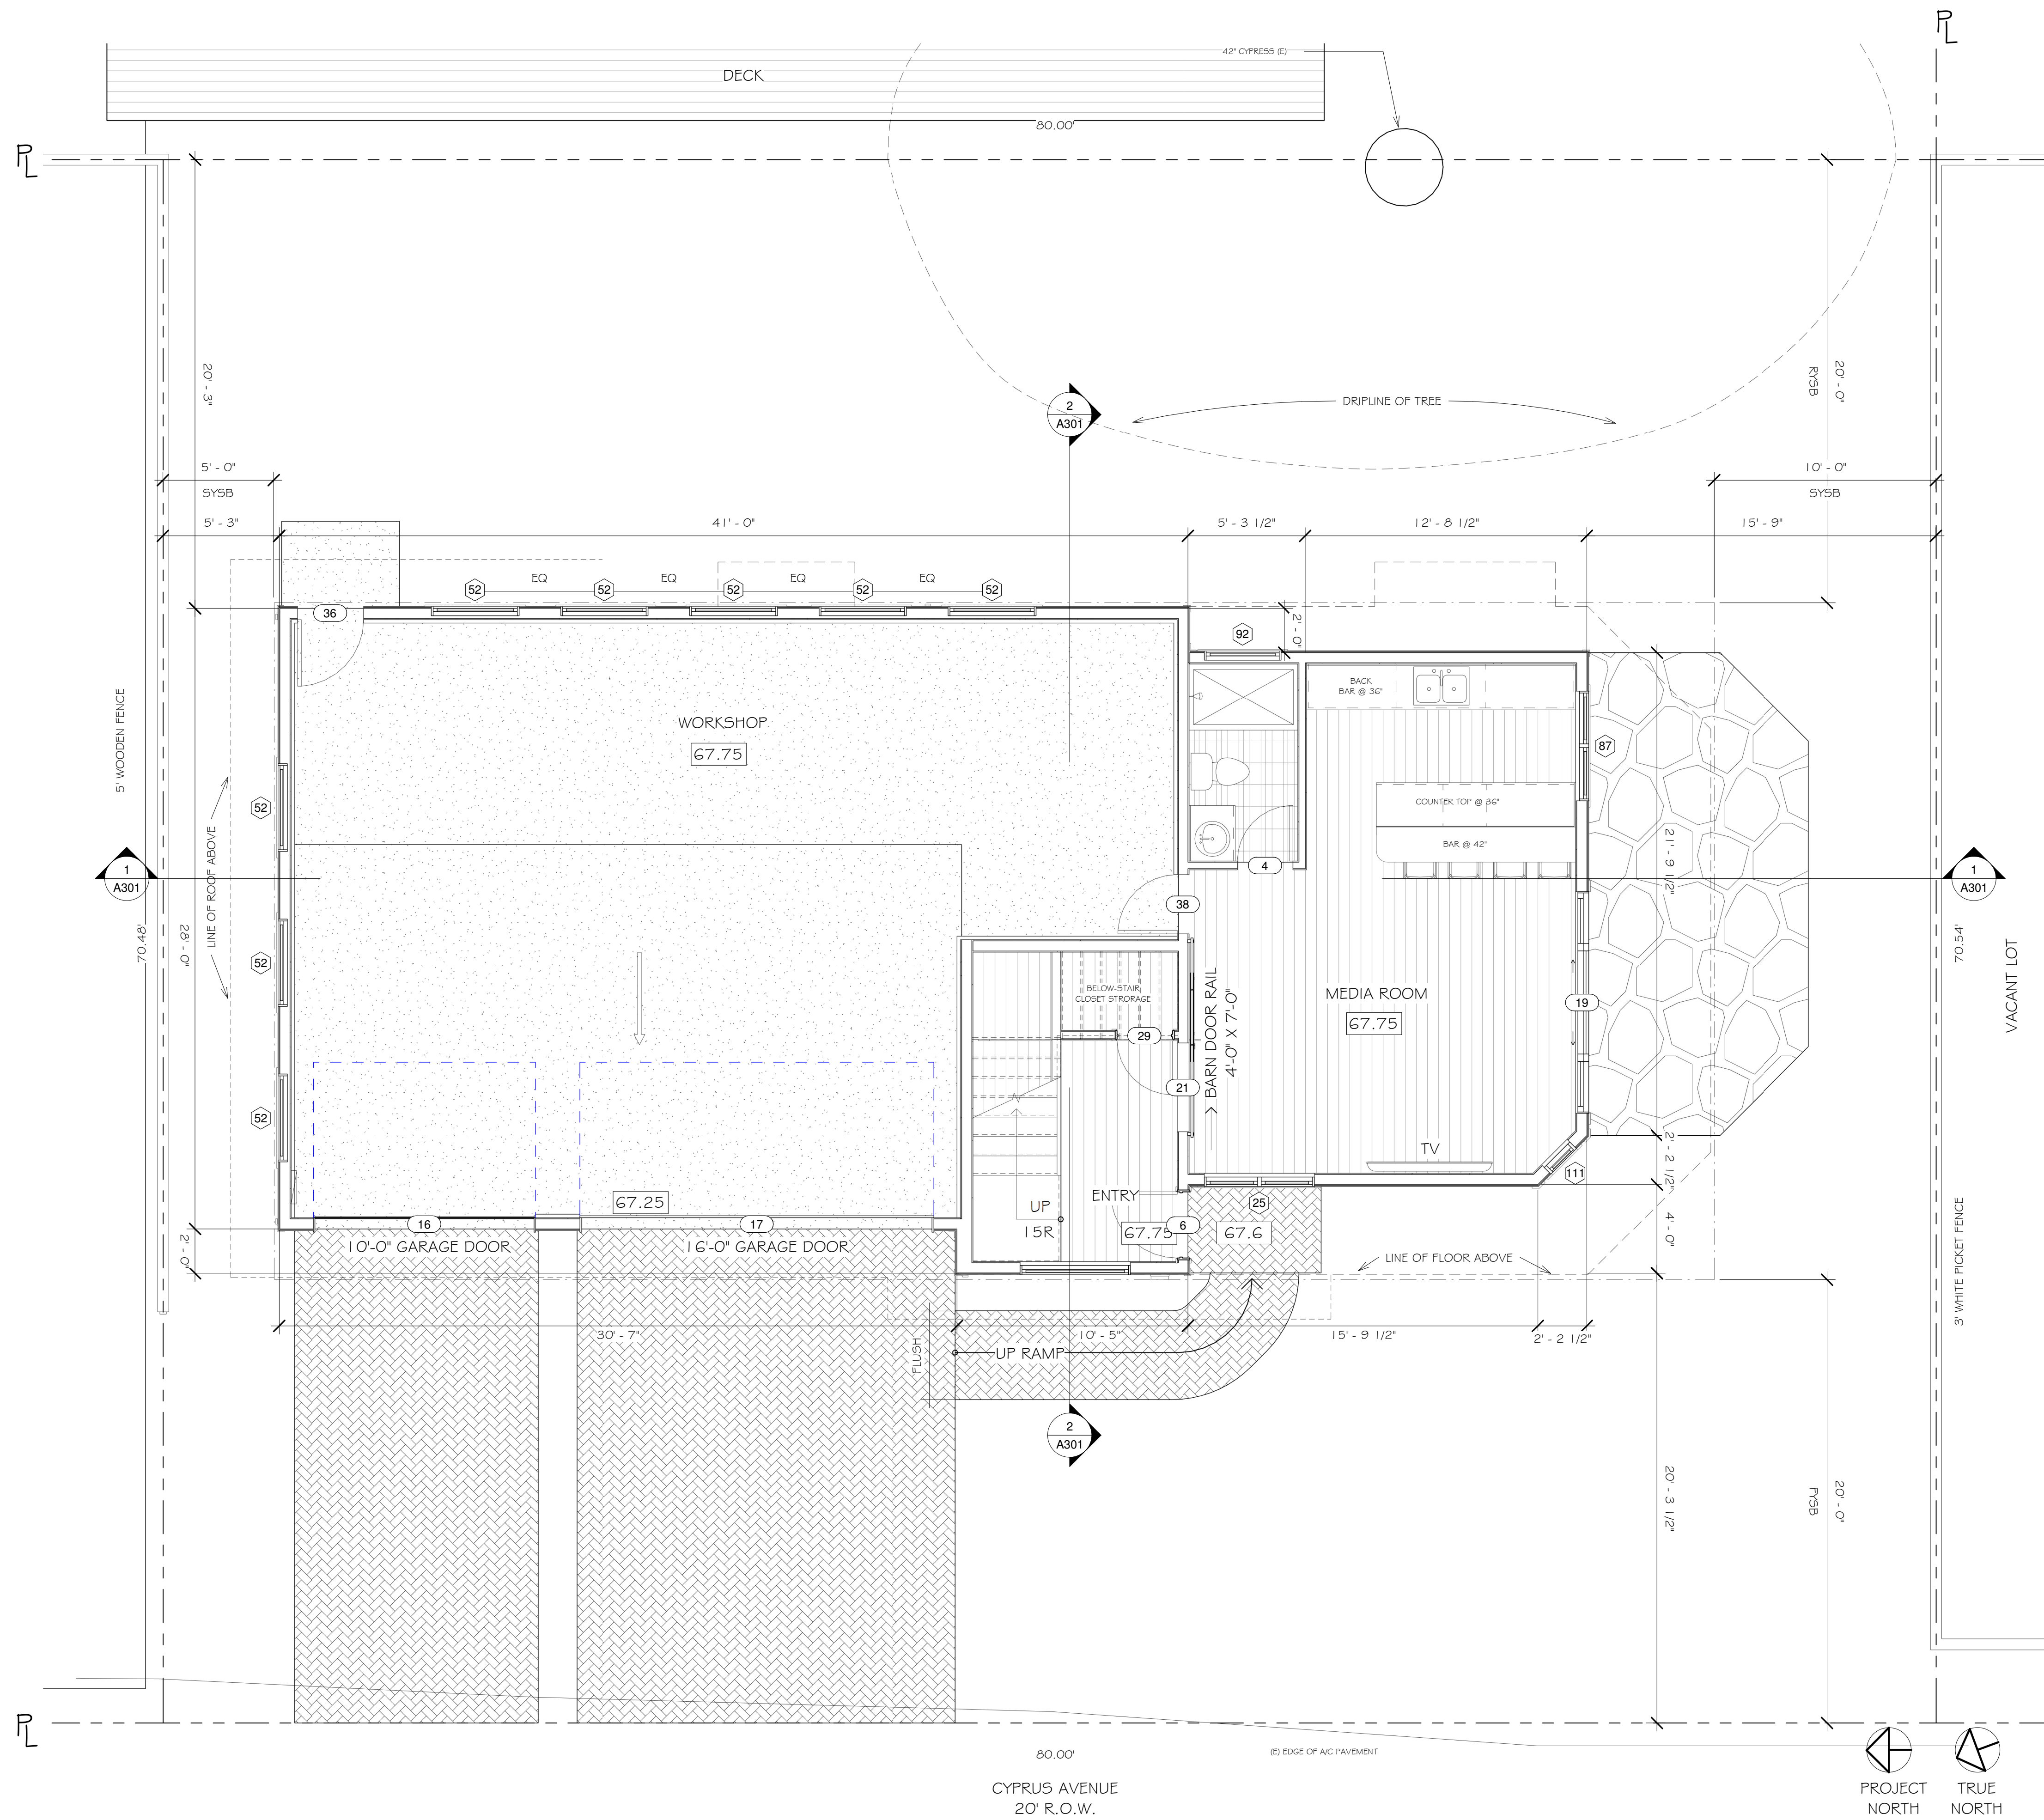 PL
PL
42" CYPRESS (E)
DECK
80.00'
PL
20' - 3"
20' - 0"
RYSB
DRIPLINE OF TREE
2
A301
5' - 0"
SYSB
10' - 0"
SYSB
5' - 3"
41' - 0"
5' - 3 1/2"
12' - 8 1/2"
15' - 9"
EQ
EQ
EQ
EQ
52
52
52
52
52
36
92
2' - 0"
BACK
BAR @ 36"
WORKSHOP
67.75
5' WOODEN FENCE
87
52
COUNTER TOP @ 36"
BAR @ 42"
21' - 9 1/2"
LINE OF ROOF ABOVE
4
1
A301
1
A301
38
70.48'
28' - 0"
70.54'
VACANT LOT
52
BELOW-STAIR
CLOSET STRORAGE
BARN DOOR RAIL
4'-0" X 7'-0"
MEDIA ROOM
67.75
19
29
21
52
TV
2' - 2 1/2"
111
67.25
UP
15R
ENTRY
67.75
6
25
67.6
16
17
10'-0" GARAGE DOOR
16'-0" GARAGE DOOR
2' - 0"
4' - 0"
LINE OF FLOOR ABOVE
3' WHITE PICKET FENCE
30' - 7"
10' - 5"
15' - 9 1/2"
2' - 2 1/2"
FLUSH
UP RAMP
2
A301
20' - 3 1/2"
FYSB
20' - 0"
PL
80.00'
(E) EDGE OF A/C PAVEMENT
CYPRUS AVENUE
20' R.O.W.
PROJECT
NORTH
TRUE
NORTH